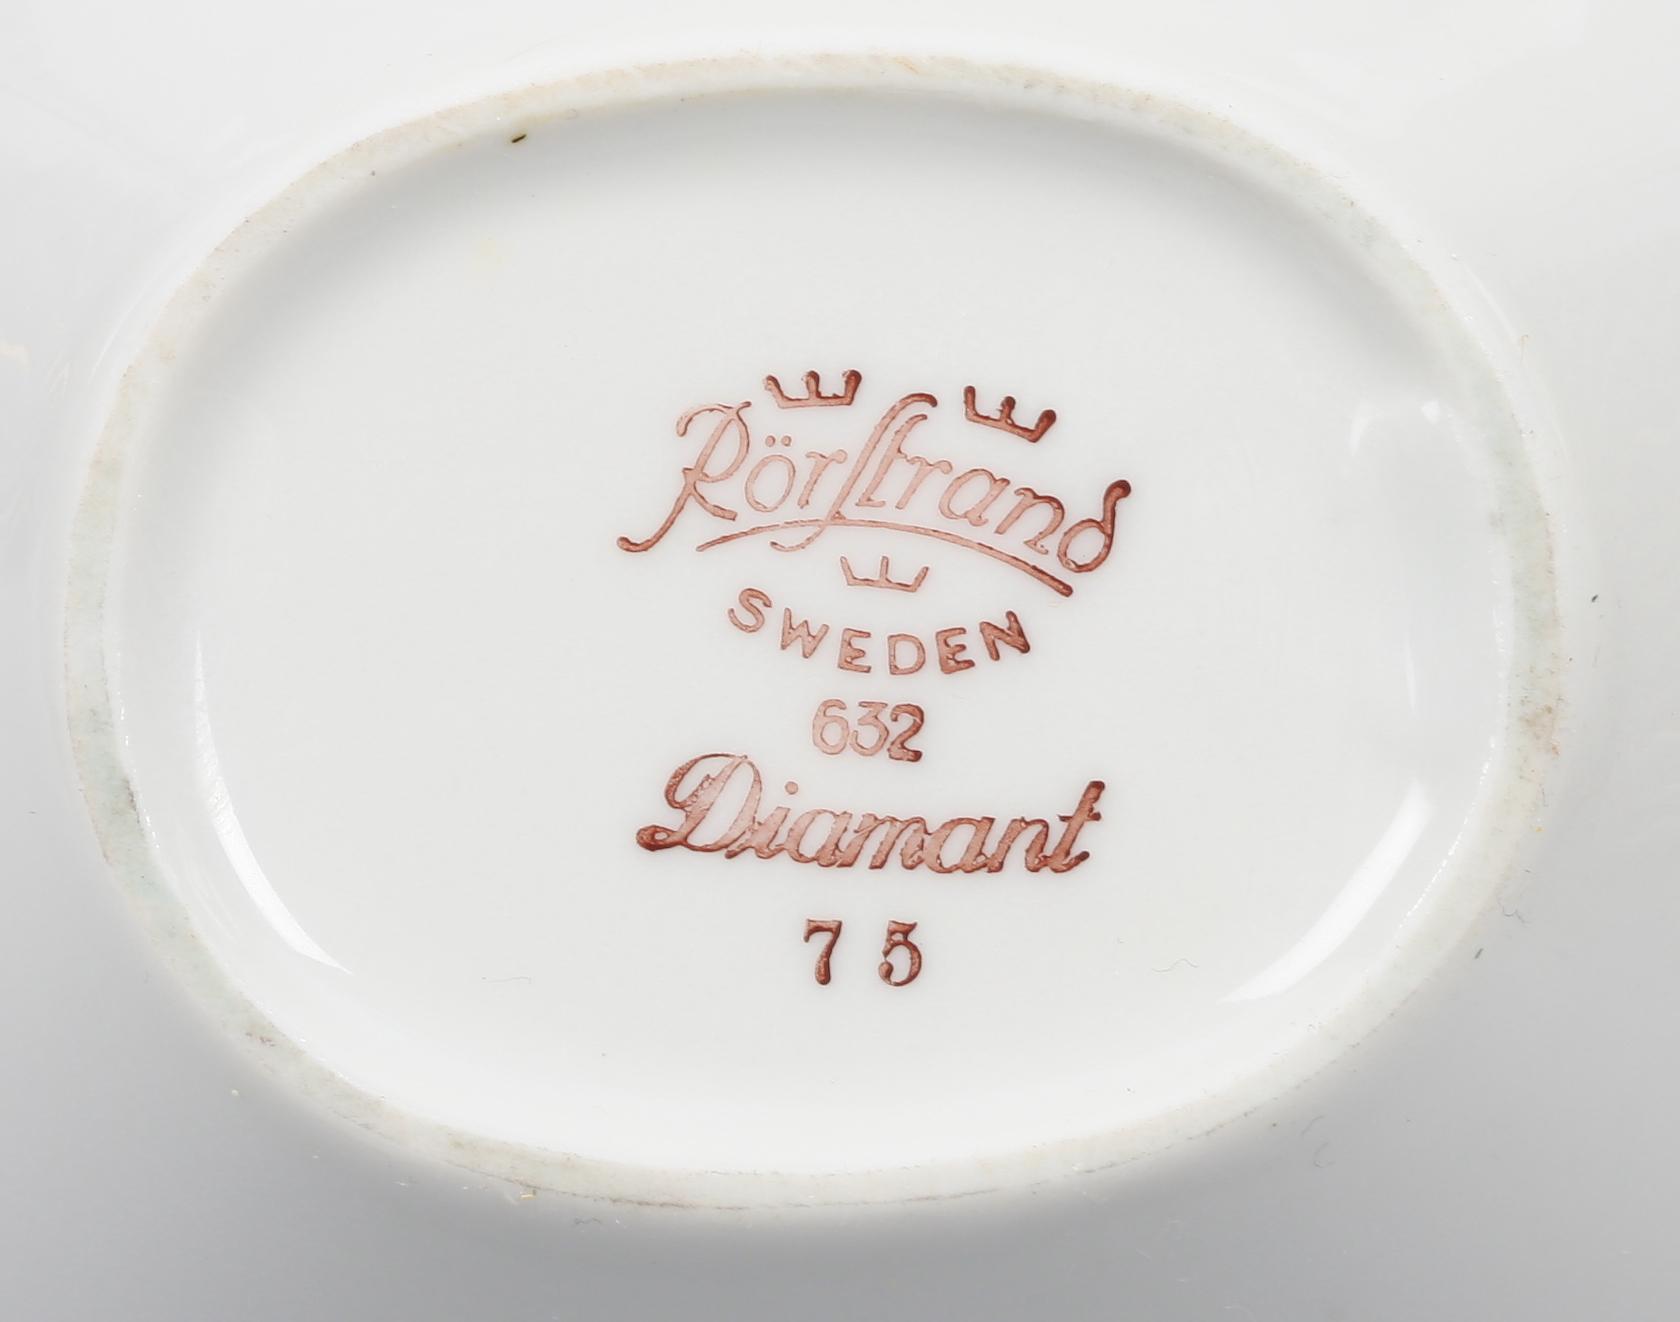 Rörstrand
SWEDEN
632
Diamant
75